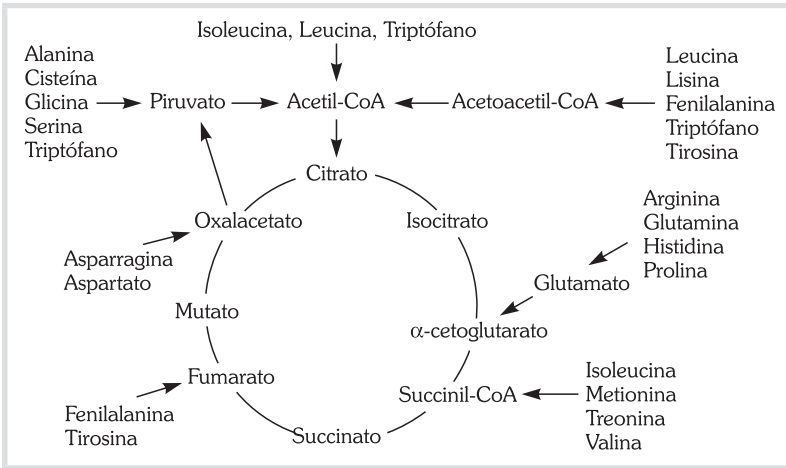 Isoleucina, Leucina, Triptófano
Alanina
Cisteína
Glicina
Serina
Triptófano
Piruvato
Acetil-CoA
Acetoacetil-CoA
Leucina
Lisina
Fenilalanina
Triptófano
Tirosina
Citrato
Oxalacetato
Isocitrato
Arginina
Glutamina
Histidina
Prolina
Asparragina
Aspartato
Glutamato
Mutato
α-cetoglutarato
Fumarato
Succinil-CoA
Isoleucina
Metionina
Treonina
Valina
Fenilalanina
Tirosina
Succinato